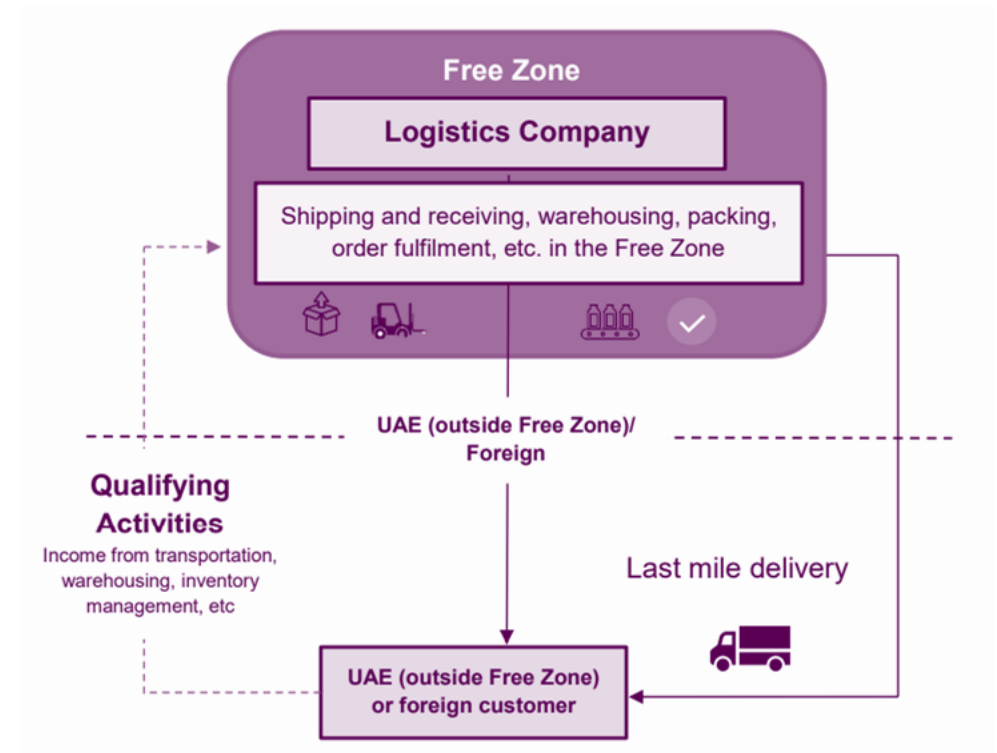 Free Zone
Logistics Company
Shipping and receiving, warehousing, packing,
order fulfilment, etc. in the Free Zone
UAE (outside Free Zone)/
Foreign
Qualifying
Activities
Income from transportation,
warehousing, inventory
management, etc
Last mile delivery
UAE (outside Free Zone)
or foreign customer